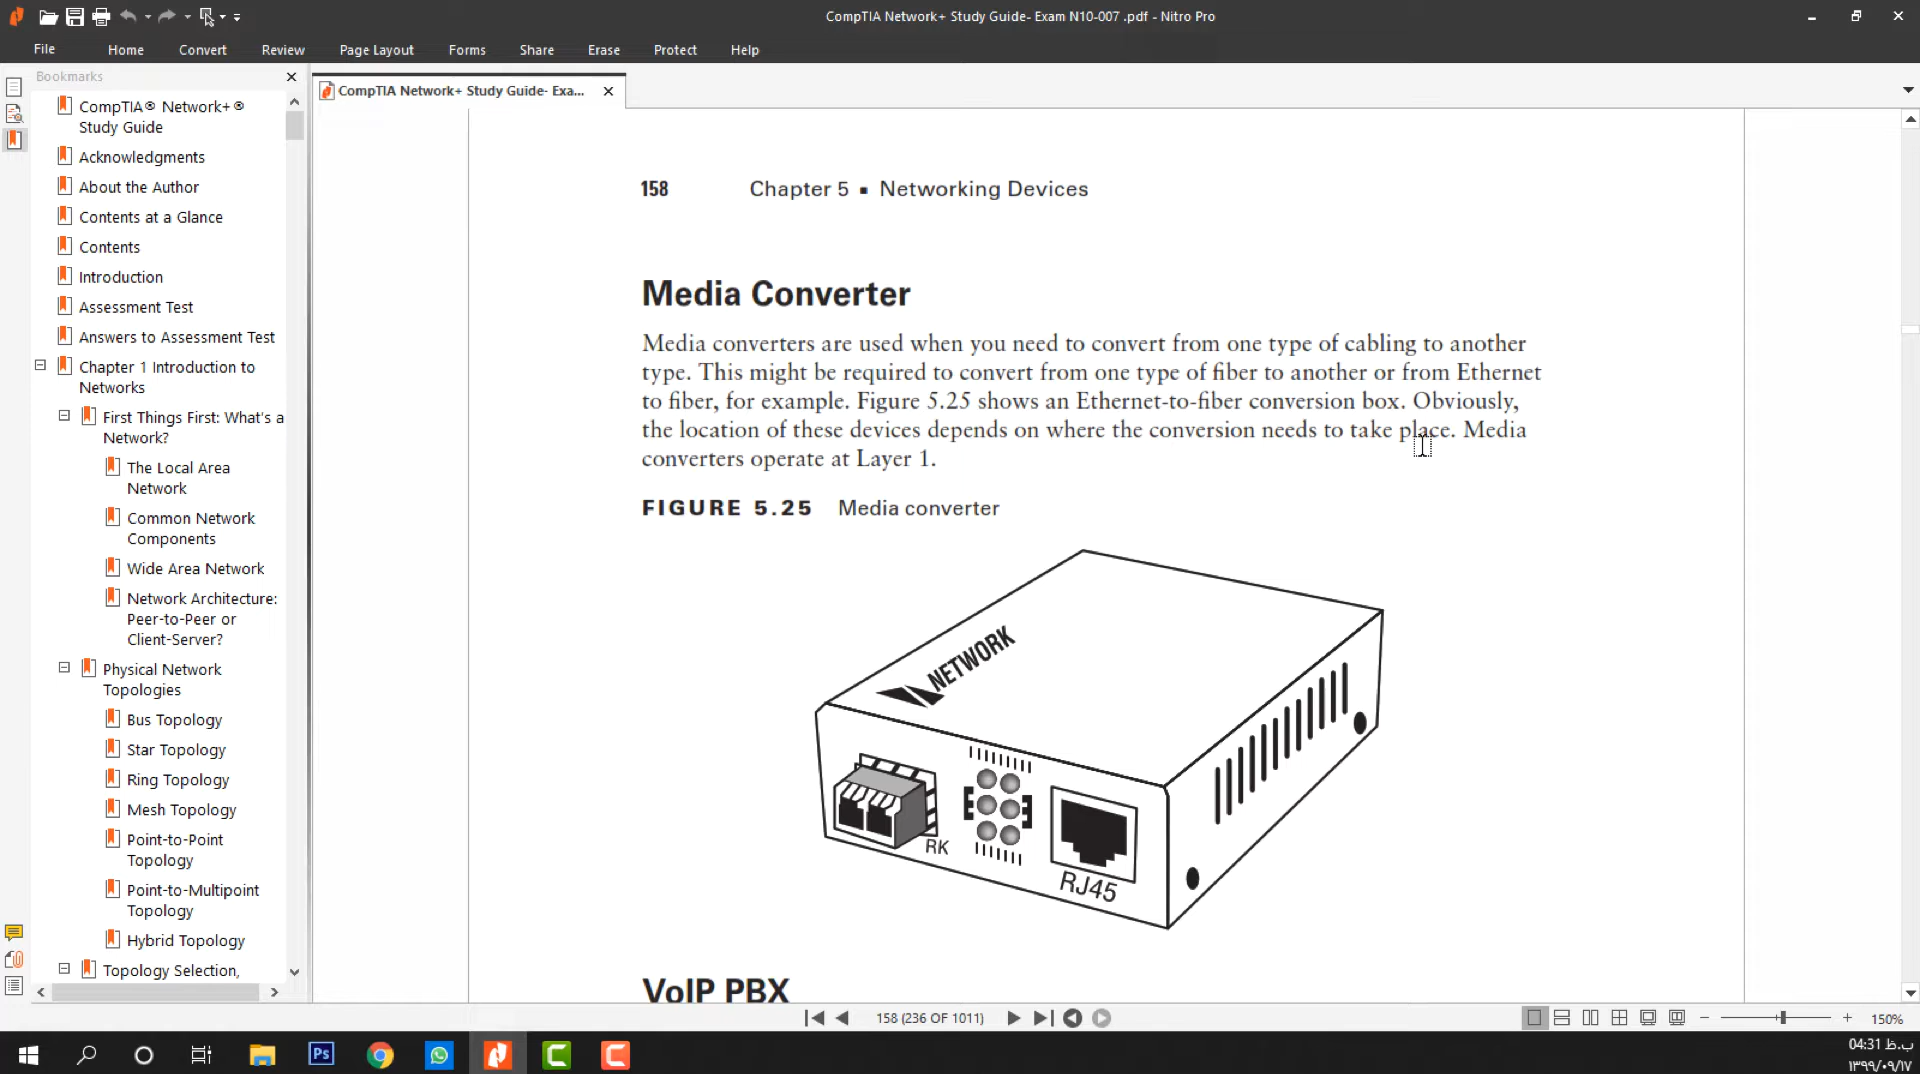 CompTIA Network+ Study Guide- Exam N10-007 .pdf - Nitro Pro
File Home Convert Review Page Layout Forms Share Erase Protect Help
Bookmarks
CompTIA® Network+®
Study Guide
Acknowledgments
About the Author
Contents at a Glance
Contents
Introduction
Assessment Test
Answers to Assessment Test
Chapter 1 Introduction to
Networks
First Things First: What's a
Network?
The Local Area
Network
Common Network
Components
Wide Area Network
Network Architecture:
Peer-to-Peer or
Client-Server?
Physical Network
Topologies
Bus Topology
Star Topology
Ring Topology
Mesh Topology
Point-to-Point
Topology
Point-to-Multipoint
Topology
Hybrid Topology
Topology Selection,
CompTIA Network+ Study Guide- Exa...
158 Chapter 5 ■ Networking Devices
Media Converter
Media converters are used when you need to convert from one type of cabling to another
type. This might be required to convert from one type of fiber to another or from Ethernet
to fiber, for example. Figure 5.25 shows an Ethernet-to-fiber conversion box. Obviously,
the location of these devices depends on where the conversion needs to take place. Media
converters operate at Layer 1.
FIGURE 5.25 Media converter
NETWORK
RK
RJ45
VoIP PBX
158 (236 OF 1011)
150%
Ps
04:31 ب.ظ
۱۳۹۹/۰۹/۱۷